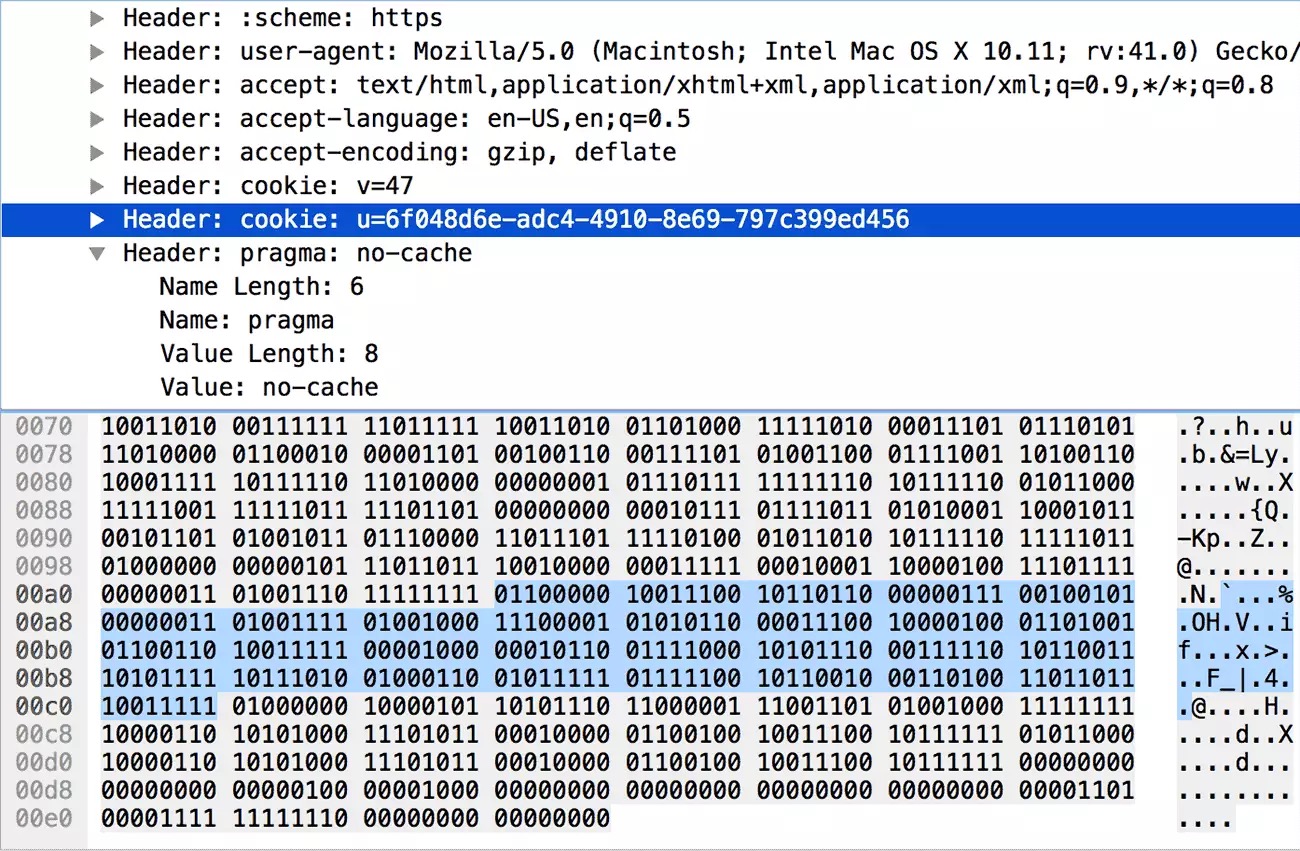 Header: :scheme: https
Header: user-agent: Mozilla/5.0 (Macintosh; Intel Mac OS X 10.11; rv:41.0) Gecko/
Header: accept: text/html,application/xhtml+xml,application/xml;q=0.9,*/*;q=0.8
Header: accept-language: en-US,en;q=0.5
Header: accept-encoding: gzip, deflate
Header: cookie: v=47
Header: cookie: u=6f048d6e-adc4-4910-8e69-797c399ed456
Header: pragma: no-cache
Name Length: 6
Name: pragma
Value Length: 8
Value: no-cache
0070 10011010 00111111 11011111 10011010 01101000 11111010 00011101 01110101 .?..h..u
0078 11010000 01100010 00001101 00100110 00111101 01001100 01111001 10100110 .b.&=Ly.
0080 10001111 10111110 11010000 00000001 01110111 11111110 10111110 01011000 ....w..X
0088 11111001 11111011 11101101 00000000 00010111 01111011 01010001 10001011 .....{Q.
0090 00101101 01001011 01110000 11011101 11110100 01011010 10111110 11111011 -Kp..Z..
0098 01000000 00000101 11011011 10010000 00011111 00010001 10000100 11101111 @.......
00a0 00000011 01001110 11111111 01100000 10011100 10110110 00000111 00100101 .N.`...%
00a8 00000011 01001111 01001000 11100001 01010110 00011100 10000100 01101001 .OH.V..i
00b0 01100110 10011111 00001000 00010110 01111000 10101110 00111110 10110011 f...x.>.
00b8 10101111 10111010 01000110 01011111 01111100 10110010 00110100 11011011 ..F_|.4.
00c0 10011111 01000000 10000101 10101110 11000001 11001101 01001000 11111111 .@....H.
00c8 10000110 10101000 11101011 00010000 01100100 10011100 10111111 01011000 ....d..X
00d0 10000110 10101000 11101011 00010000 01100100 10011100 10111111 00000000 ....d...
00d8 00000000 00000100 00001000 00000000 00000000 00000000 00000000 00001101 ........
00e0 00001111 11111110 00000000 00000000 ....